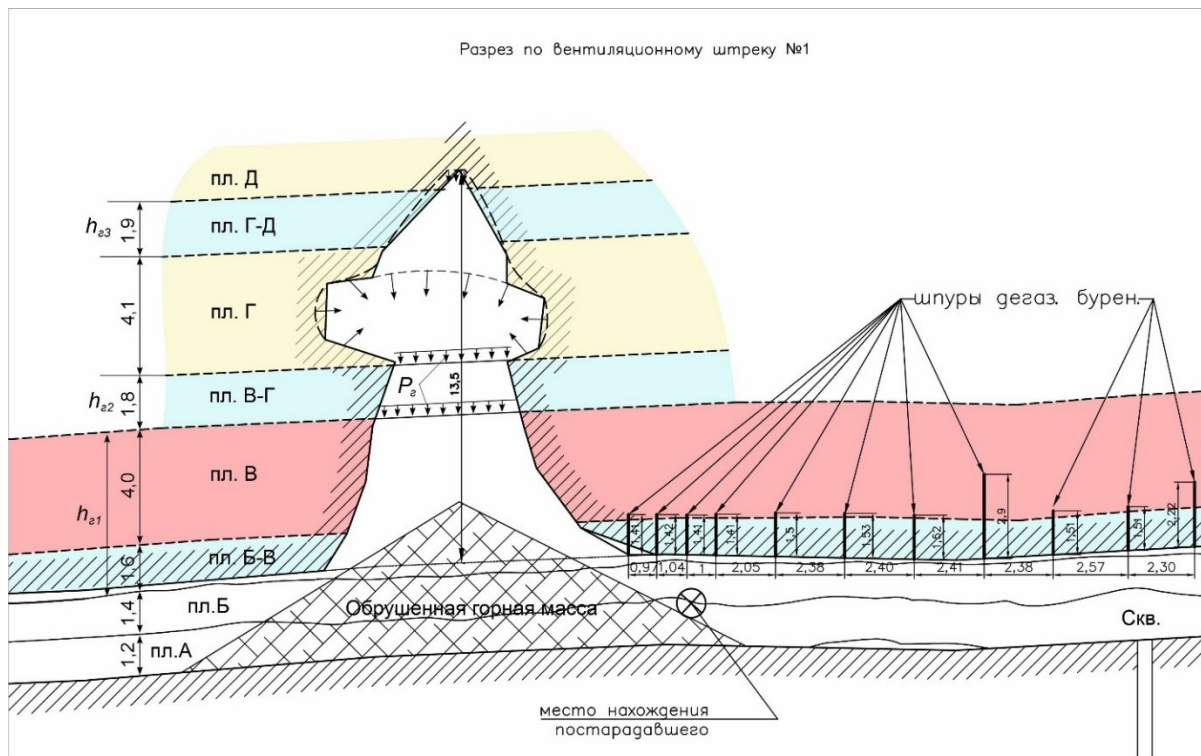 Разрез по вентиляционному штреку №1
пл. Д
hг3
1,9
пл. Г-Д
4,1
пл. Г
шпуры дегаз. бурен.
hг2
1,8
пл. В-Г
Pг
13,5
hг1
4,0
пл. В
1,6
пл. Б-В
1,41
1,42
1,41
1,41
1,5
1,53
1,52
2,9
1,51
1,51
2,22
0,97
1,04
1
2,05
2,38
2,40
2,41
2,38
2,57
2,30
1,4
пл.Б
Обрушенная горная масса
Скв.
1,2
пл.А
место нахождения
постарадавшего